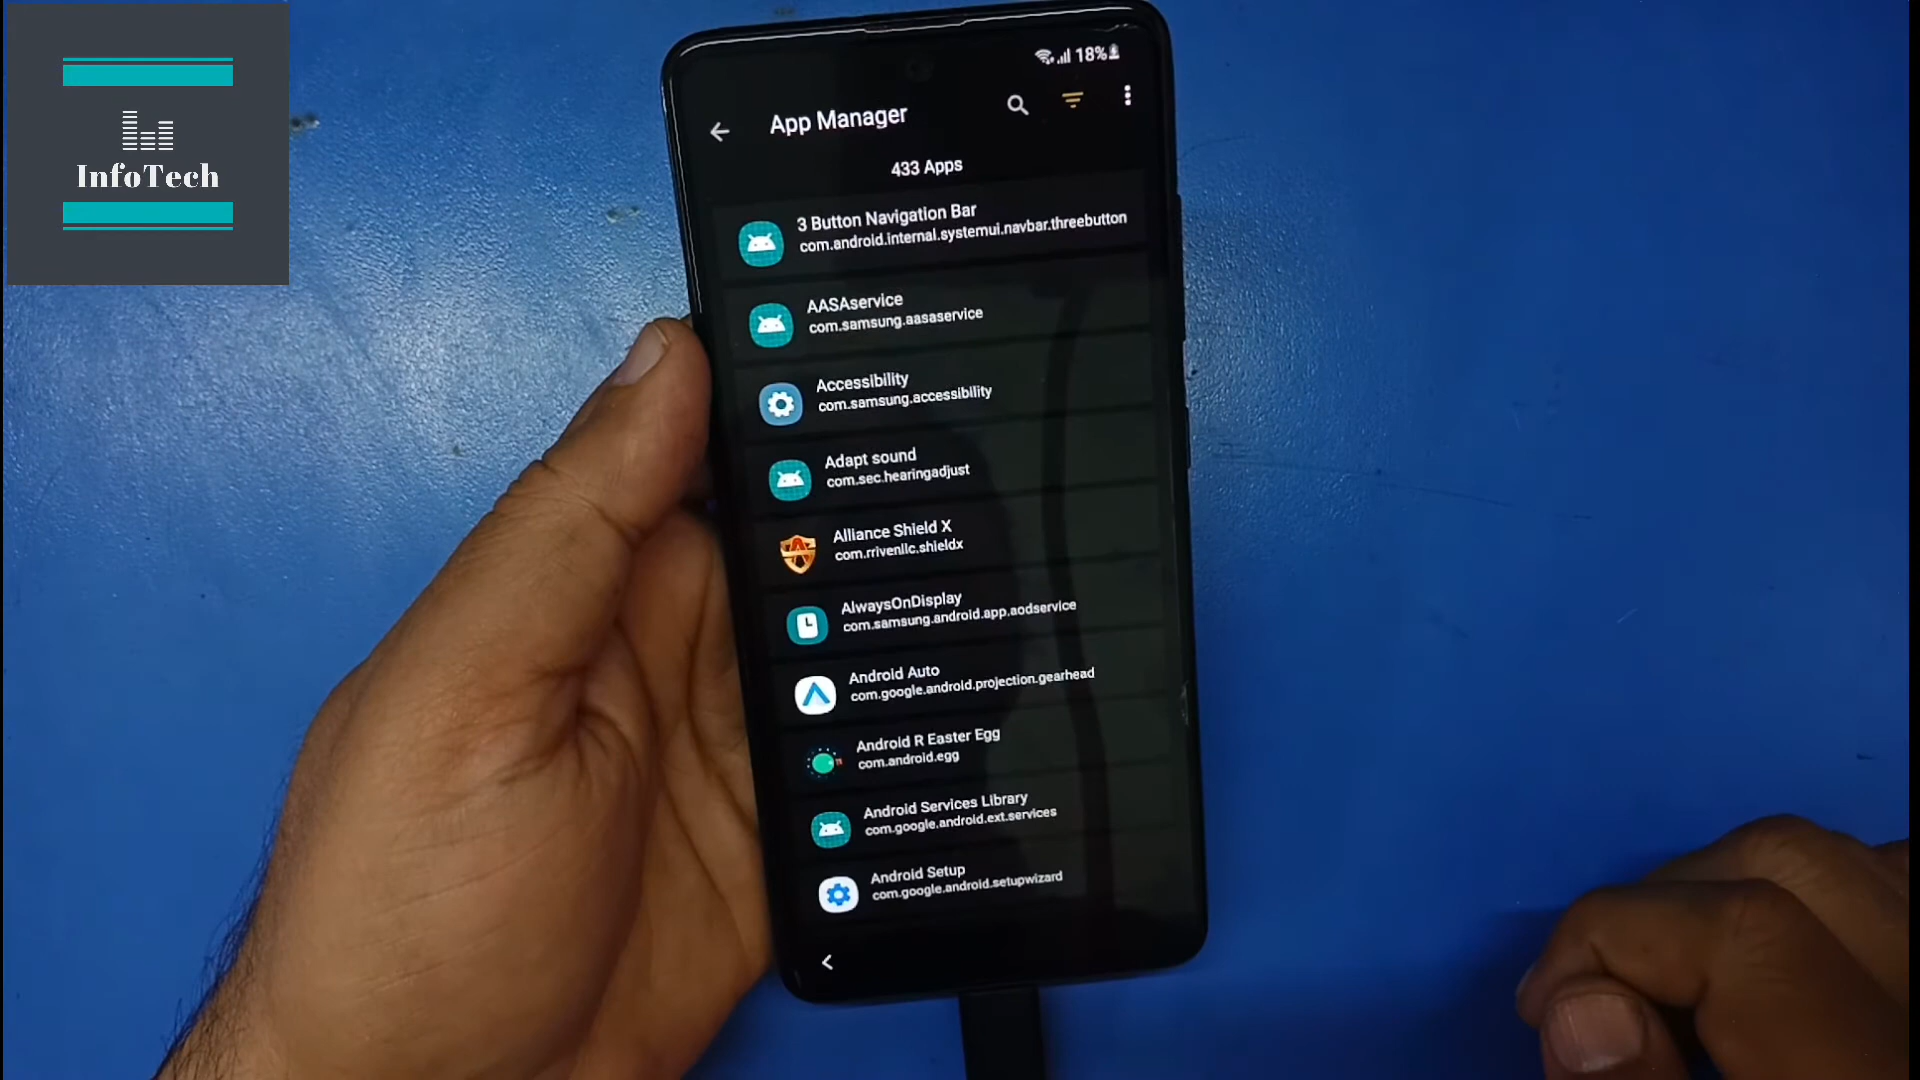 InfoTech
18%
App Manager
433 Apps
3 Button Navigation Bar
com.android.internal.systemui.navbar.threebutton
AASAservice
com.samsung.aasaservice
Accessibility
com.samsung.accessibility
Adapt sound
com.sec.hearingadjust
Alliance Shield X
com.rrivenllc.shieldx
AlwaysOnDisplay
com.samsung.android.app.aodservice
Android Auto
com.google.android.projection.gearhead
Android R Easter Egg
com.android.egg
Android Services Library
com.google.android.ext.services
Android Setup
com.google.android.setupwizard